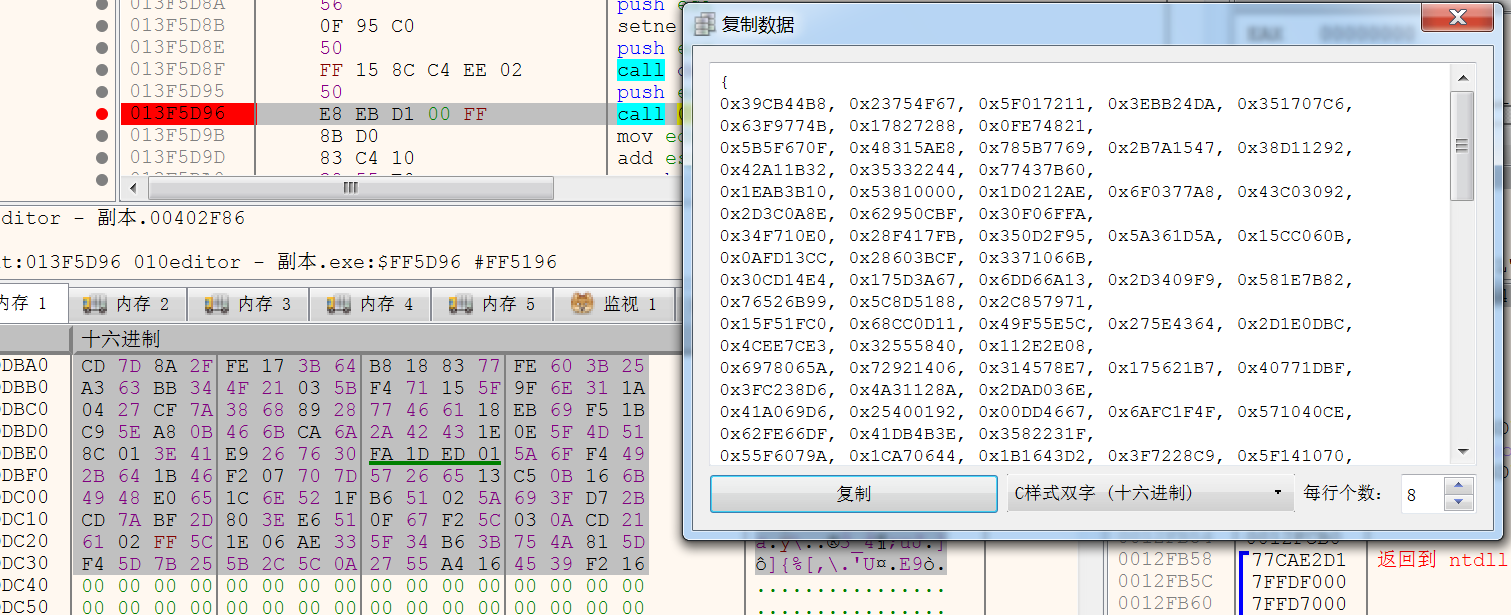 013F5D8A 56 push
013F5D8B 0F 95 C0 setne
013F5D8E 50 push
013F5D8F FF 15 8C C4 EE 02 call
013F5D95 50 push
013F5D96 E8 EB D1 00 FF call
013F5D9B 8B D0 mov
013F5D9D 83 C4 10 add
ditor - 副本.00402F86
t:013F5D96 010editor - 副本.exe:$FF5D96 #FF5196
内存 1 内存 2 内存 3 内存 4 内存 5 监视 1
十六进制
DBA0 CD 7D 8A 2F FE 17 3B 64 B8 18 83 77 FE 60 3B 25
DBB0 A3 63 BB 34 4F 21 03 5B F4 71 15 5F 9F 6E 31 1A
DBC0 04 27 CF 7A 38 68 89 28 77 46 61 18 EB 69 F5 1B
DBD0 C9 5E A8 0B 46 6B CA 6A 2A 42 43 1E 0E 5F 4D 51
DBE0 8C 01 3E 41 E9 26 76 30 FA 1D ED 01 5A 6F F4 49
DBF0 2B 64 1B 46 F2 07 70 7D 57 26 65 13 C5 0B 16 6B
DC00 49 48 E0 65 1C 6E 52 1F B6 51 02 5A 69 3F D7 2B
DC10 CD 7A BF 2D 80 3E E6 51 0F 67 F2 5C 03 0A CD 21
DC20 61 02 FF 5C 1E 06 AE 33 5F 34 B6 3B 75 4A 81 5D
DC30 F4 5D 7B 25 5B 2C 5C 0A 27 55 A4 16 45 39 F2 16
DC40 00 00 00 00 00 00 00 00 00 00 00 00 00 00 00 00
DC50 00 00 00 00 00 00 00 00 00 00 00 00 00 00 00 00
复制数据
{
0x39CB44B8, 0x23754F67, 0x5F017211, 0x3EBB24DA, 0x351707C6,
0x63F9774B, 0x17827288, 0x0FE74821,
0x5B5F670F, 0x48315AE8, 0x785B7769, 0x2B7A1547, 0x38D11292,
0x42A11B32, 0x35332244, 0x77437B60,
0x1EAB3B10, 0x53810000, 0x1D0212AE, 0x6F0377A8, 0x43C03092,
0x2D3C0A8E, 0x62950CBF, 0x30F06FFA,
0x34F710E0, 0x28F417FB, 0x350D2F95, 0x5A361D5A, 0x15CC060B,
0x0AFD13CC, 0x28603BCF, 0x3371066B,
0x30CD14E4, 0x175D3A67, 0x6DD66A13, 0x2D3409F9, 0x581E7B82,
0x76526B99, 0x5C8D5188, 0x2C857971,
0x15F51FC0, 0x68CC0D11, 0x49F55E5C, 0x275E4364, 0x2D1E0DBC,
0x4CEE7CE3, 0x32555840, 0x112E2E08,
0x6978065A, 0x72921406, 0x314578E7, 0x175621B7, 0x40771DBF,
0x3FC238D6, 0x4A31128A, 0x2DAD036E,
0x41A069D6, 0x25400192, 0x00DD4667, 0x6AFC1F4F, 0x571040CE,
0x62FE66DF, 0x41DB4B3E, 0x3582231F,
0x55F6079A, 0x1CA70644, 0x1B1643D2, 0x3F7228C9, 0x5F141070,
复制 C样式双字 (十六进制) 每行个数: 8
ô]{%[,\.'U¤.E9ò.
................
................
0012FB58 77CAE2D1 返回到 ntdll
0012FB5C 7FFDF000
0012FB60 7FFD7000